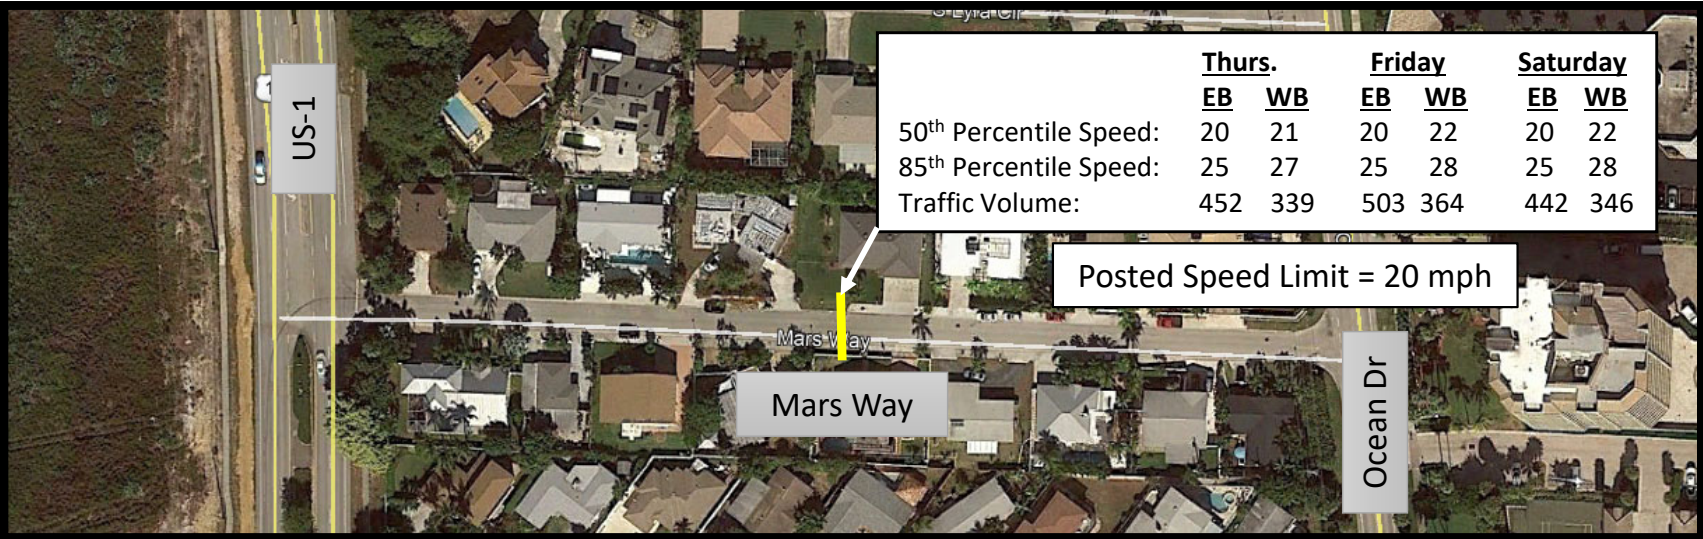 S Lyra Cir
US-1
Thurs. Friday Saturday
EB WB EB WB EB WB
50th Percentile Speed: 20 21 20 22 20 22
85th Percentile Speed: 25 27 25 28 25 28
Traffic Volume: 452 339 503 364 442 346
Posted Speed Limit = 20 mph
Mars Way
Mars Way
Ocean Dr